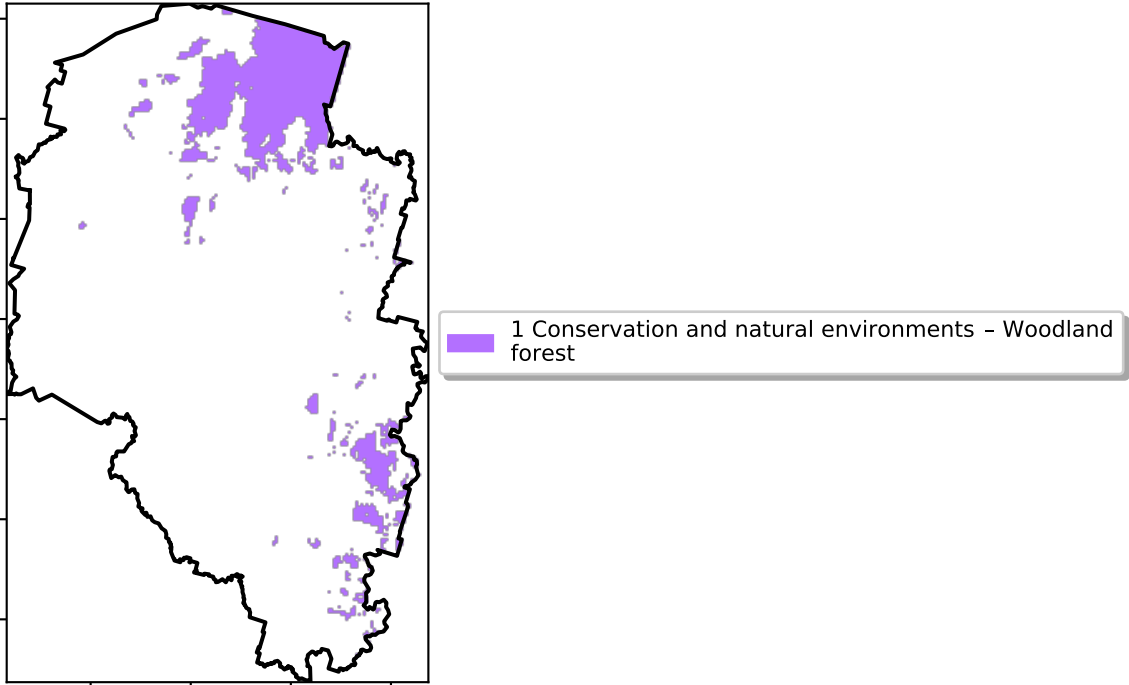 1 Conservation and natural environments – Woodland
forest